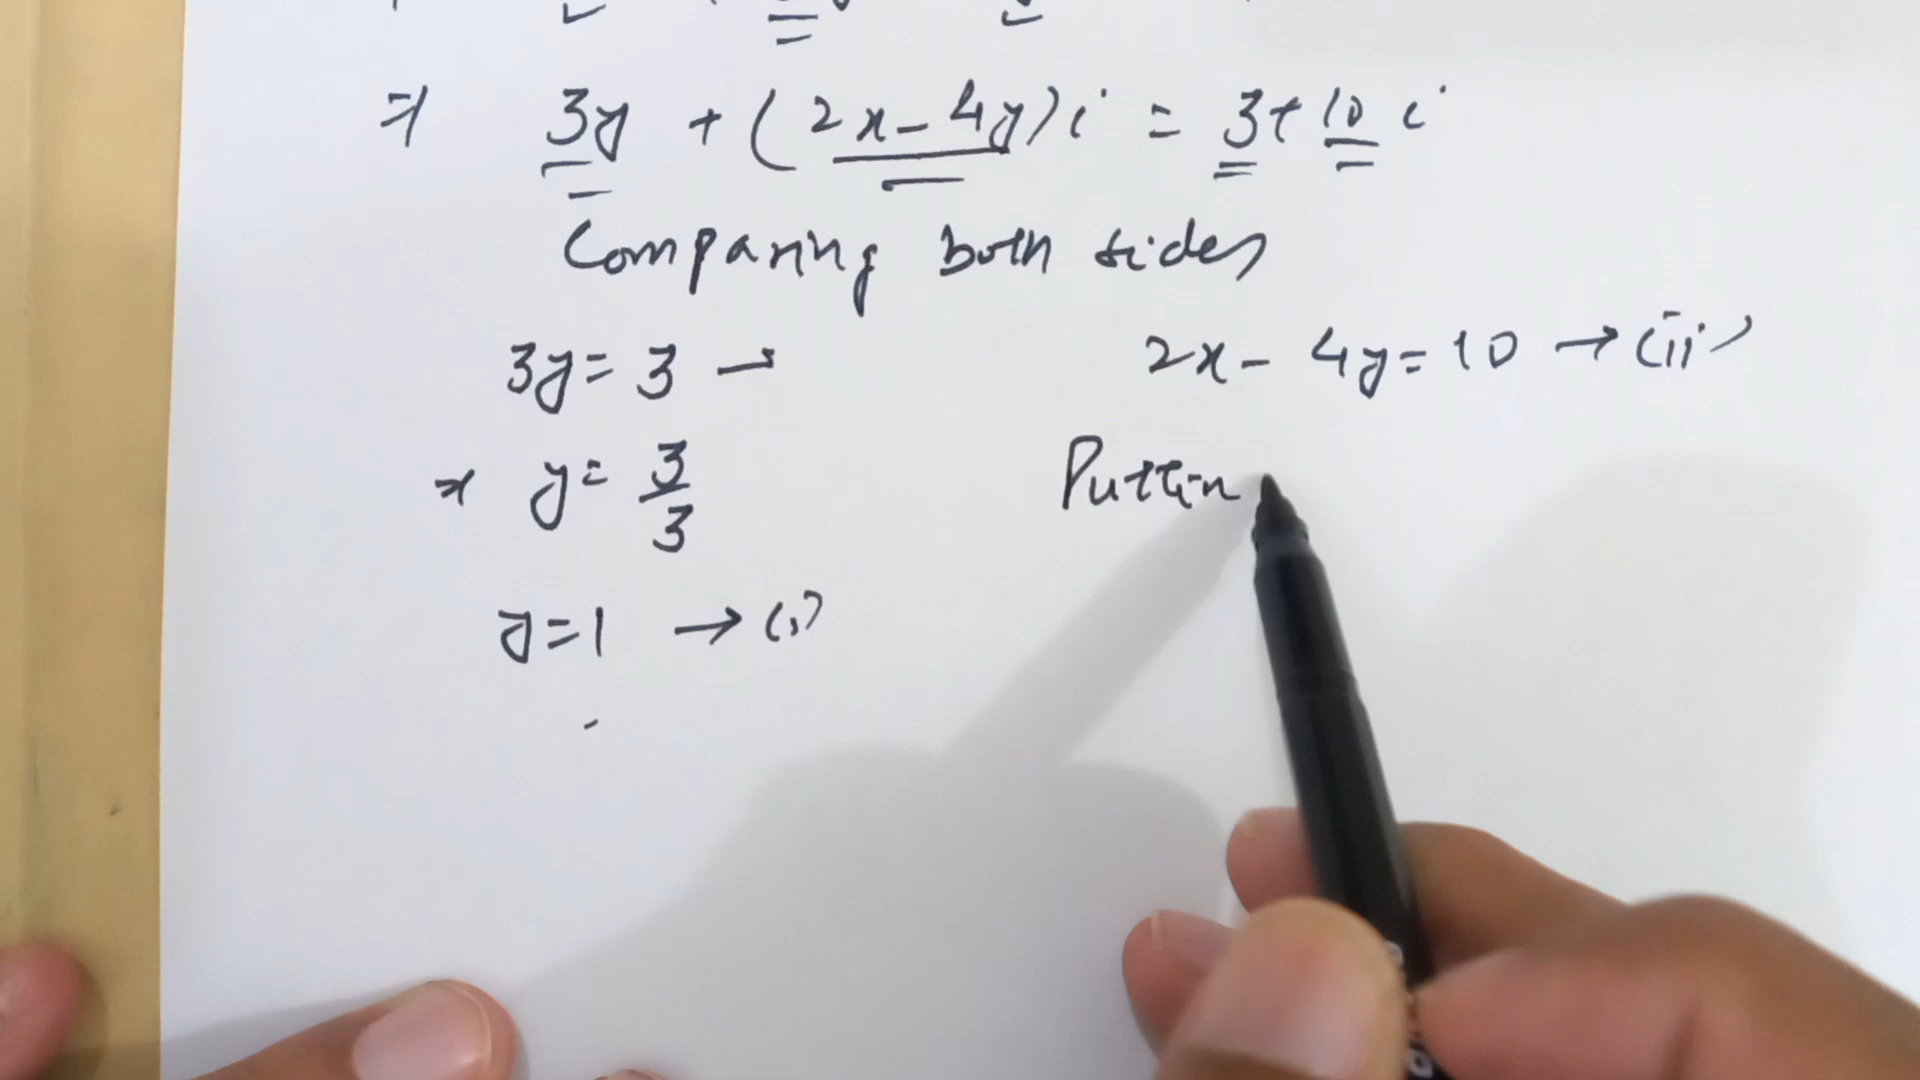 ⇒ 3y + (2x - 4y)i = 3 + 10i
Comparing both sides
3y = 3 →
2x - 4y = 10 → (ii)
⇒ y = 3/3
Puttin
y = 1 → (i)